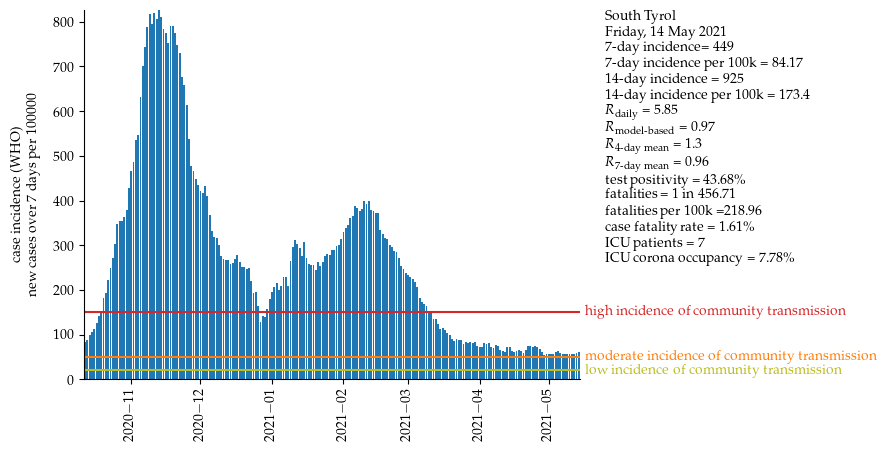 South Tyrol
Friday, 14 May 2021
7-day incidence= 449
7-day incidence per 100k = 84.17
14-day incidence = 925
14-day incidence per 100k = 173.4
R daily = 5.85
R model-based = 0.97
R 4-day mean = 1.3
R 7-day mean = 0.96
test positivity = 43.68%
fatalities = 1 in 456.71
fatalities per 100k =218.96
case fatality rate = 1.61%
ICU patients = 7
ICU corona occupancy = 7.78%
case incidence (WHO)
new cases over 7 days per 100000
800
700
600
500
400
300
200
100
0
high incidence of community transmission
moderate incidence of community transmission
low incidence of community transmission
2020−11
2020−12
2021−01
2021−02
2021−03
2021−04
2021−05